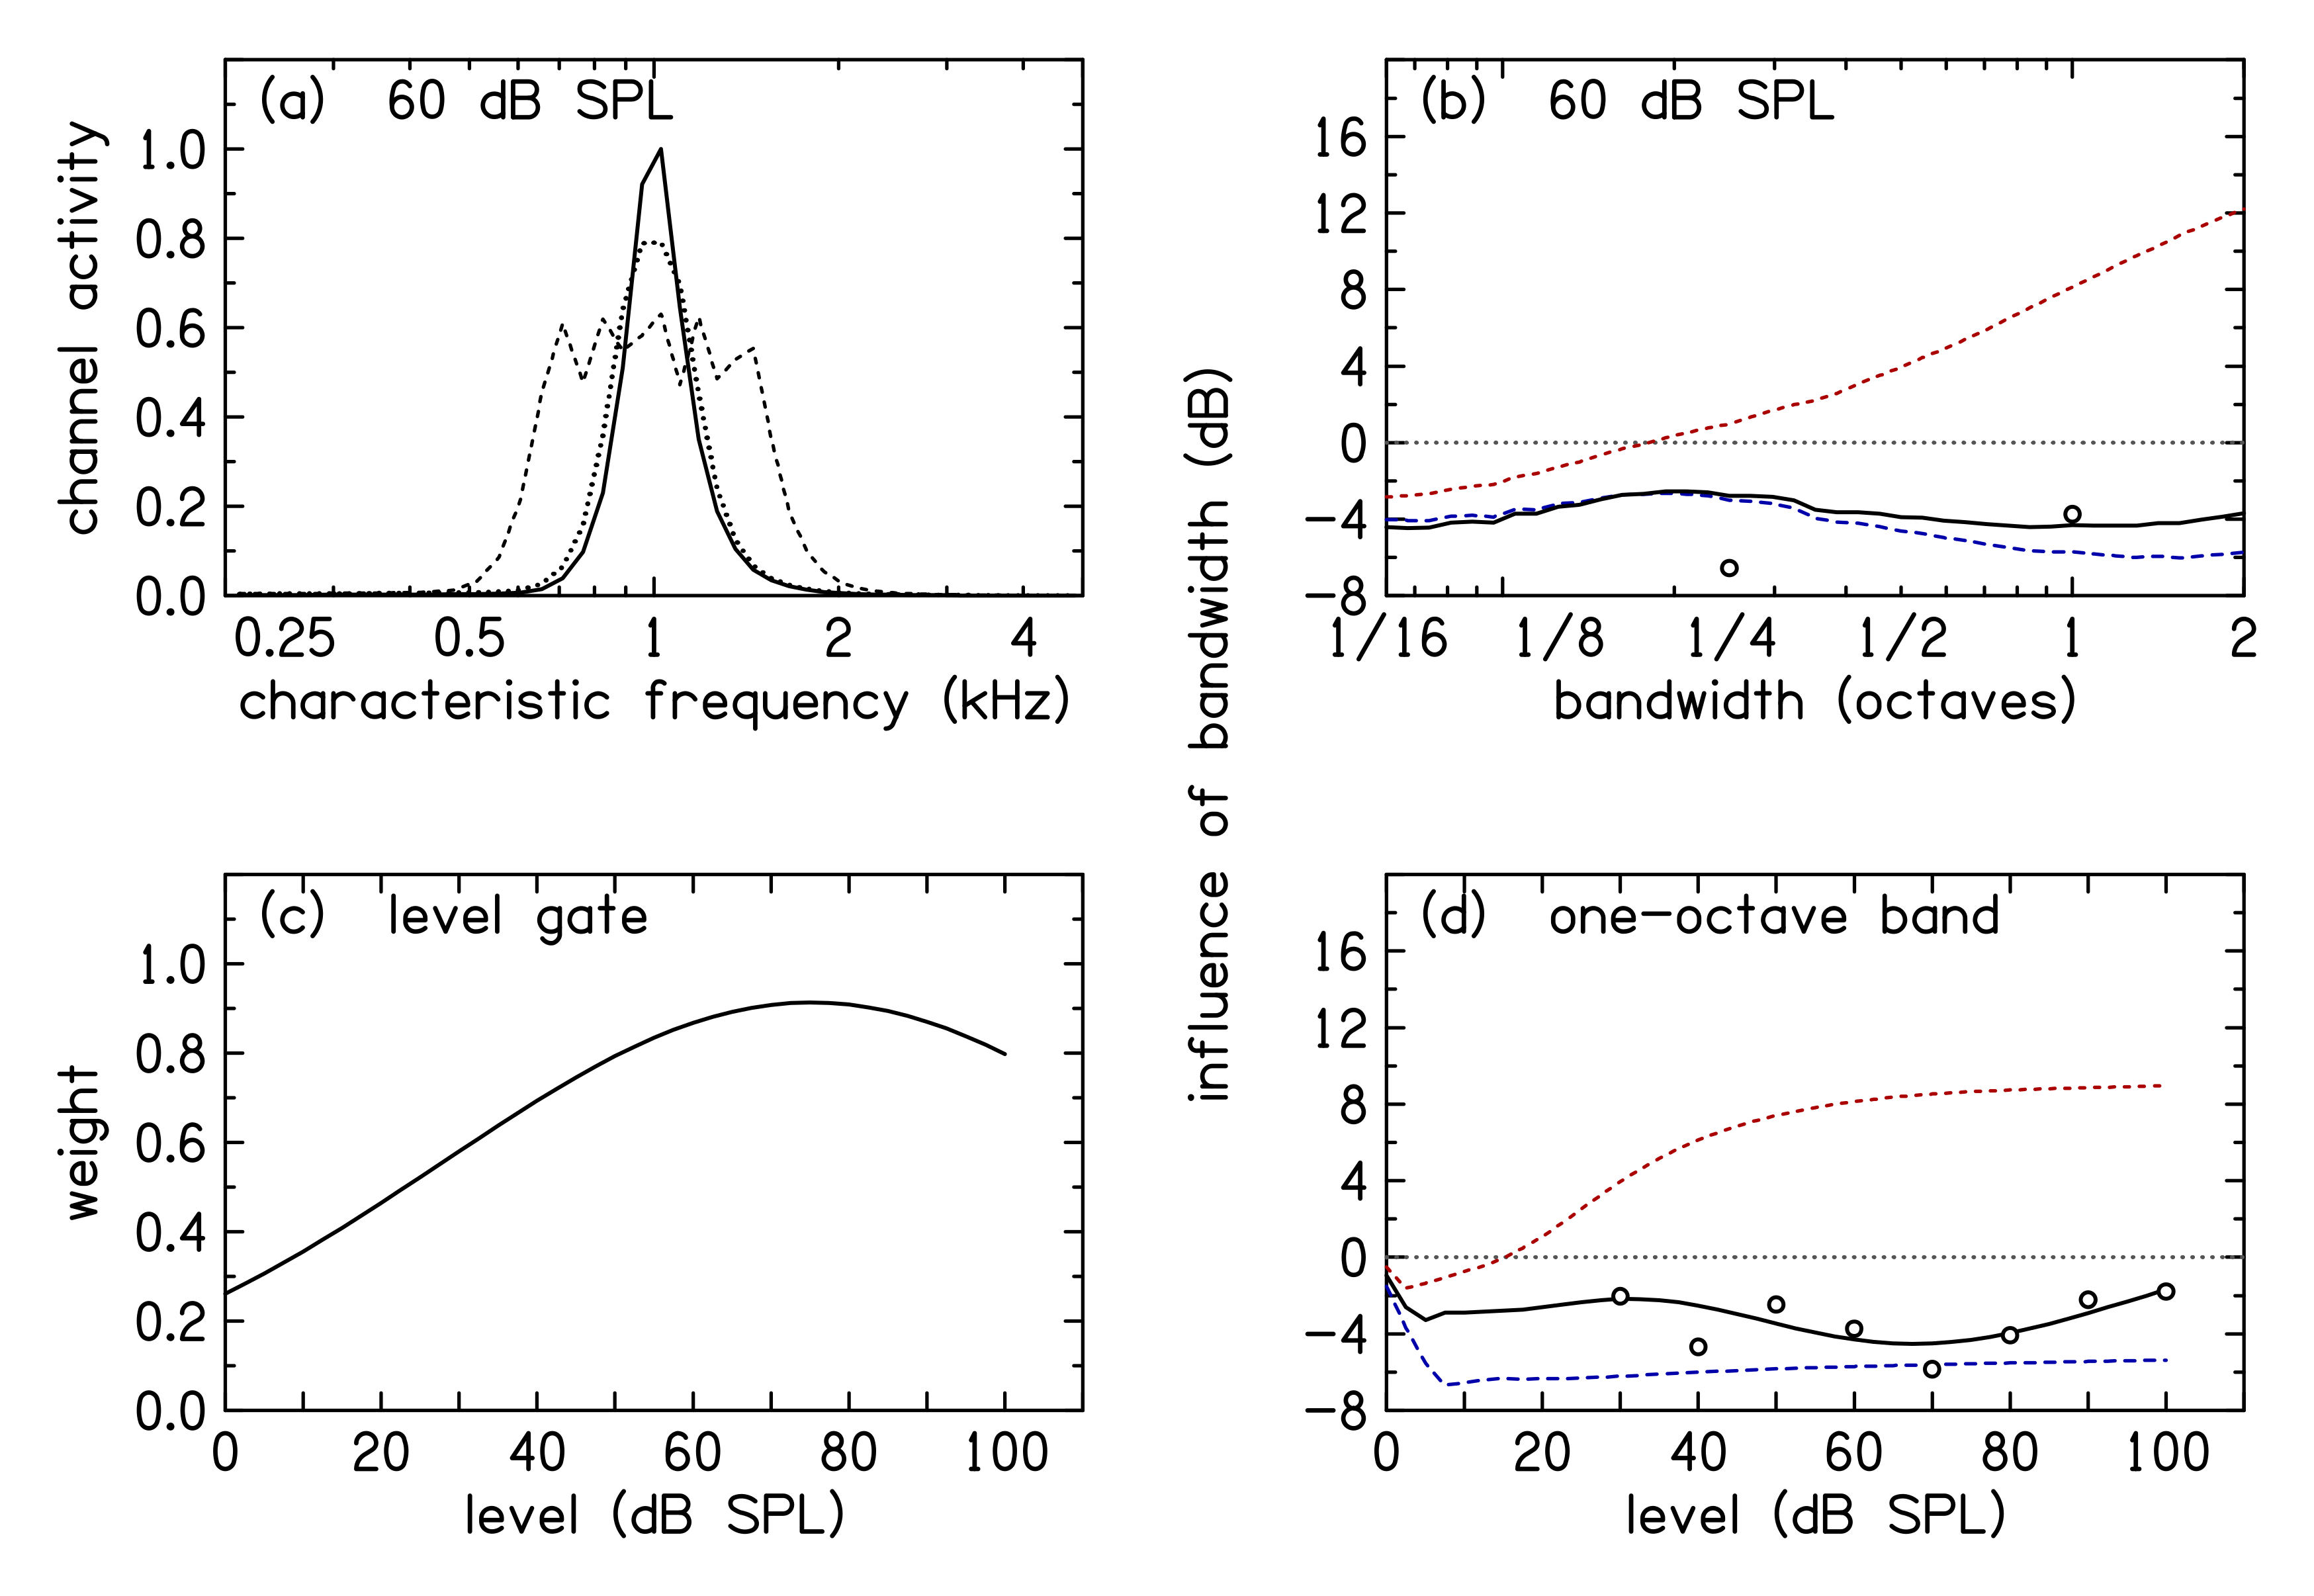 (a) 60 dB SPL
channel activity
1.0
0.8
0.6
0.4
0.2
0.0
0.25 0.5 1 2 4
characteristic frequency (kHz)
(b) 60 dB SPL
influence of bandwidth (dB)
16
12
8
4
0
−4
−8
1/16 1/8 1/4 1/2 1 2
bandwidth (octaves)
(c) level gate
weight
1.0
0.8
0.6
0.4
0.2
0.0
0 20 40 60 80 100
level (dB SPL)
(d) one−octave band
16
12
8
4
0
−4
−8
0 20 40 60 80 100
level (dB SPL)